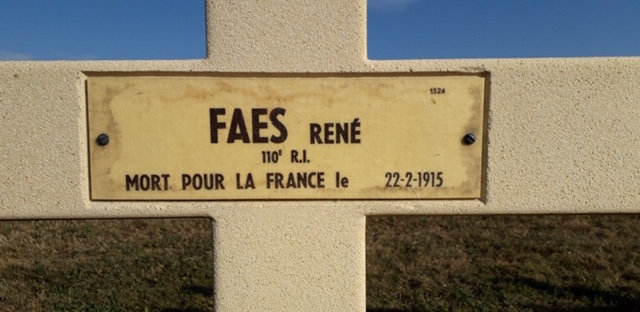 1524
FAES RENÉ
110E R.I.
MORT POUR LA FRANCE le 22-2-1915